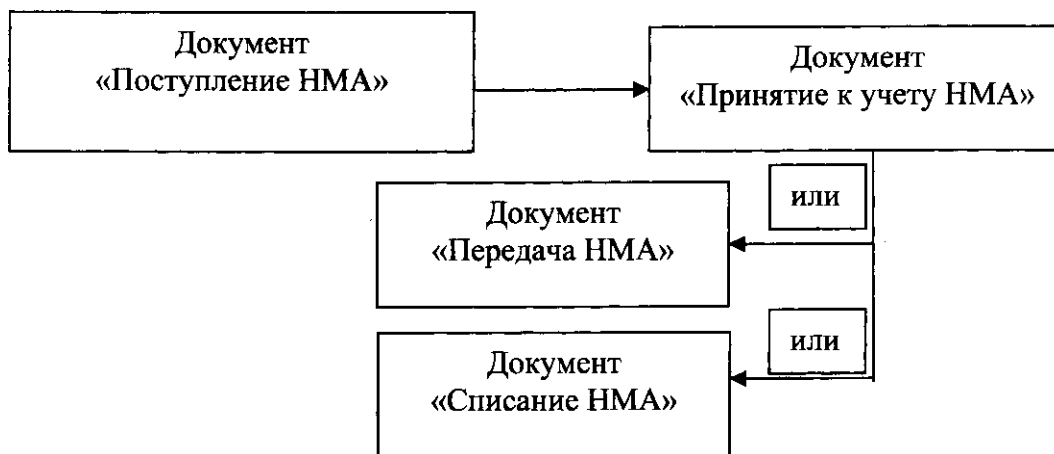 Документ
«Поступление НМА»
Документ
«Принятие к учету НМА»
или
Документ
«Передача НМА»
или
Документ
«Списание НМА»